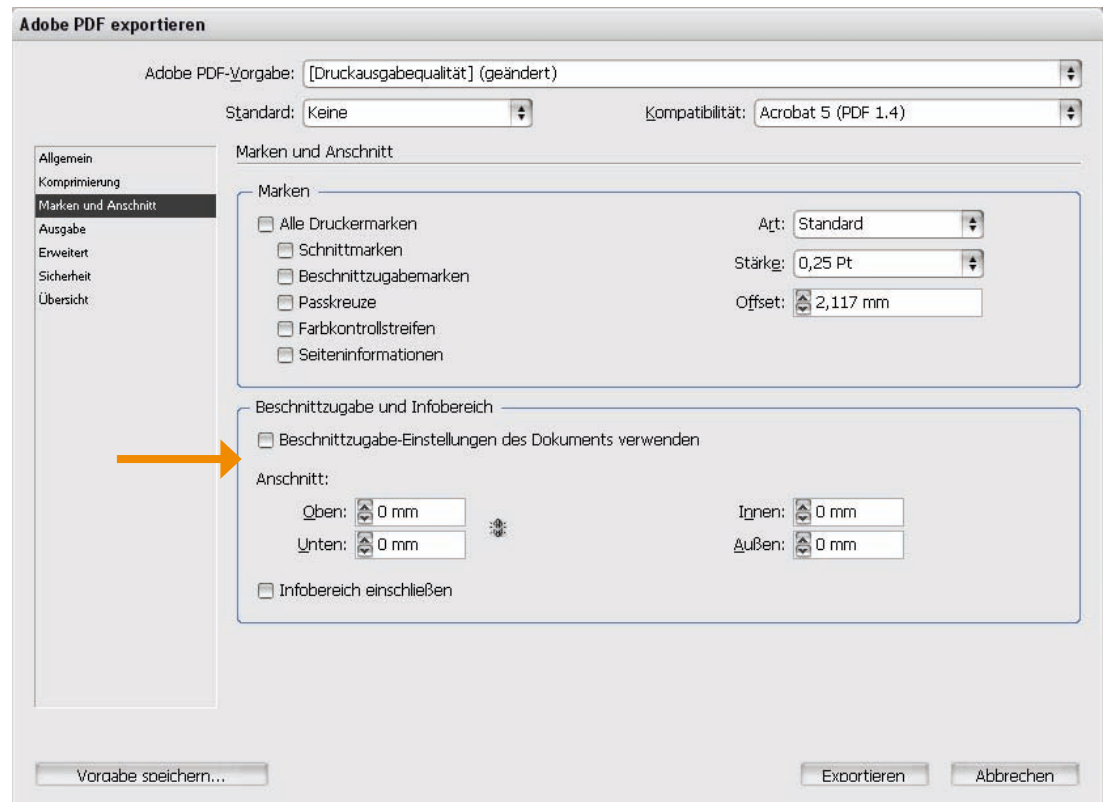 Adobe PDF exportieren
Adobe PDF-Vorgabe: [Druckausgabequalität] (geändert)
Standard: Keine Kompatibilität: Acrobat 5 (PDF 1.4)
Allgemein
Komprimierung
Marken und Anschnitt
Ausgabe
Erweitert
Sicherheit
Übersicht
Marken und Anschnitt
Marken
Alle Druckermarken
Schnittmarken
Beschnittzugabemarken
Passkreuze
Farbkontrollstreifen
Seiteninformationen
Art: Standard
Stärke: 0,25 Pt
Offset: 2,117 mm
Beschnittzugabe und Infobereich
Beschnittzugabe-Einstellungen des Dokuments verwenden
Anschnitt:
Oben: 0 mm Innen: 0 mm
Unten: 0 mm Außen: 0 mm
Infobereich einschließen
Vorgabe speichern... Exportieren Abbrechen